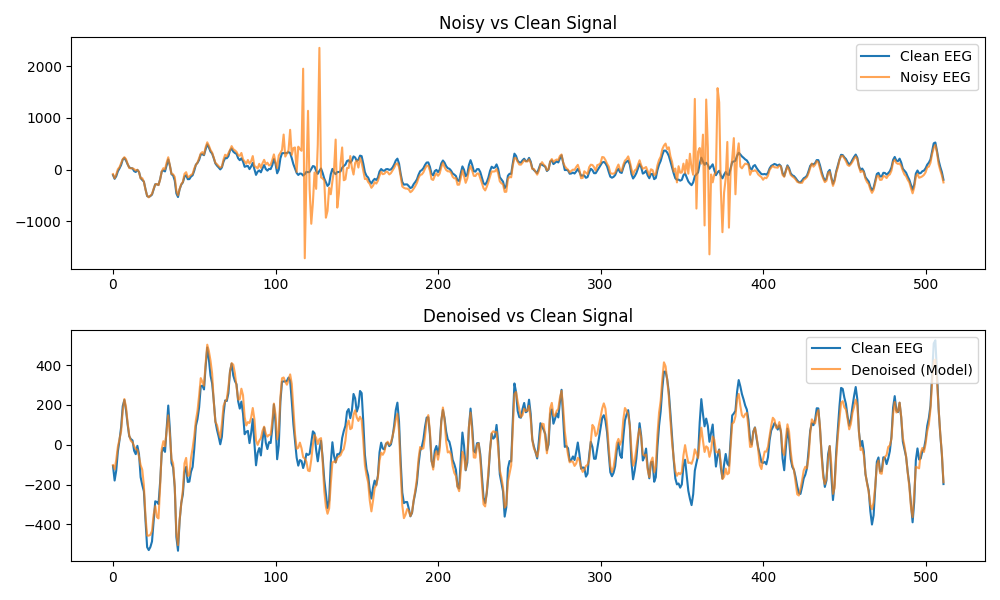 Noisy vs Clean Signal
Clean EEG
Noisy EEG
2000
1000
0
−1000
0 100 200 300 400 500
Denoised vs Clean Signal
Clean EEG
Denoised (Model)
400
200
0
−200
−400
0 100 200 300 400 500